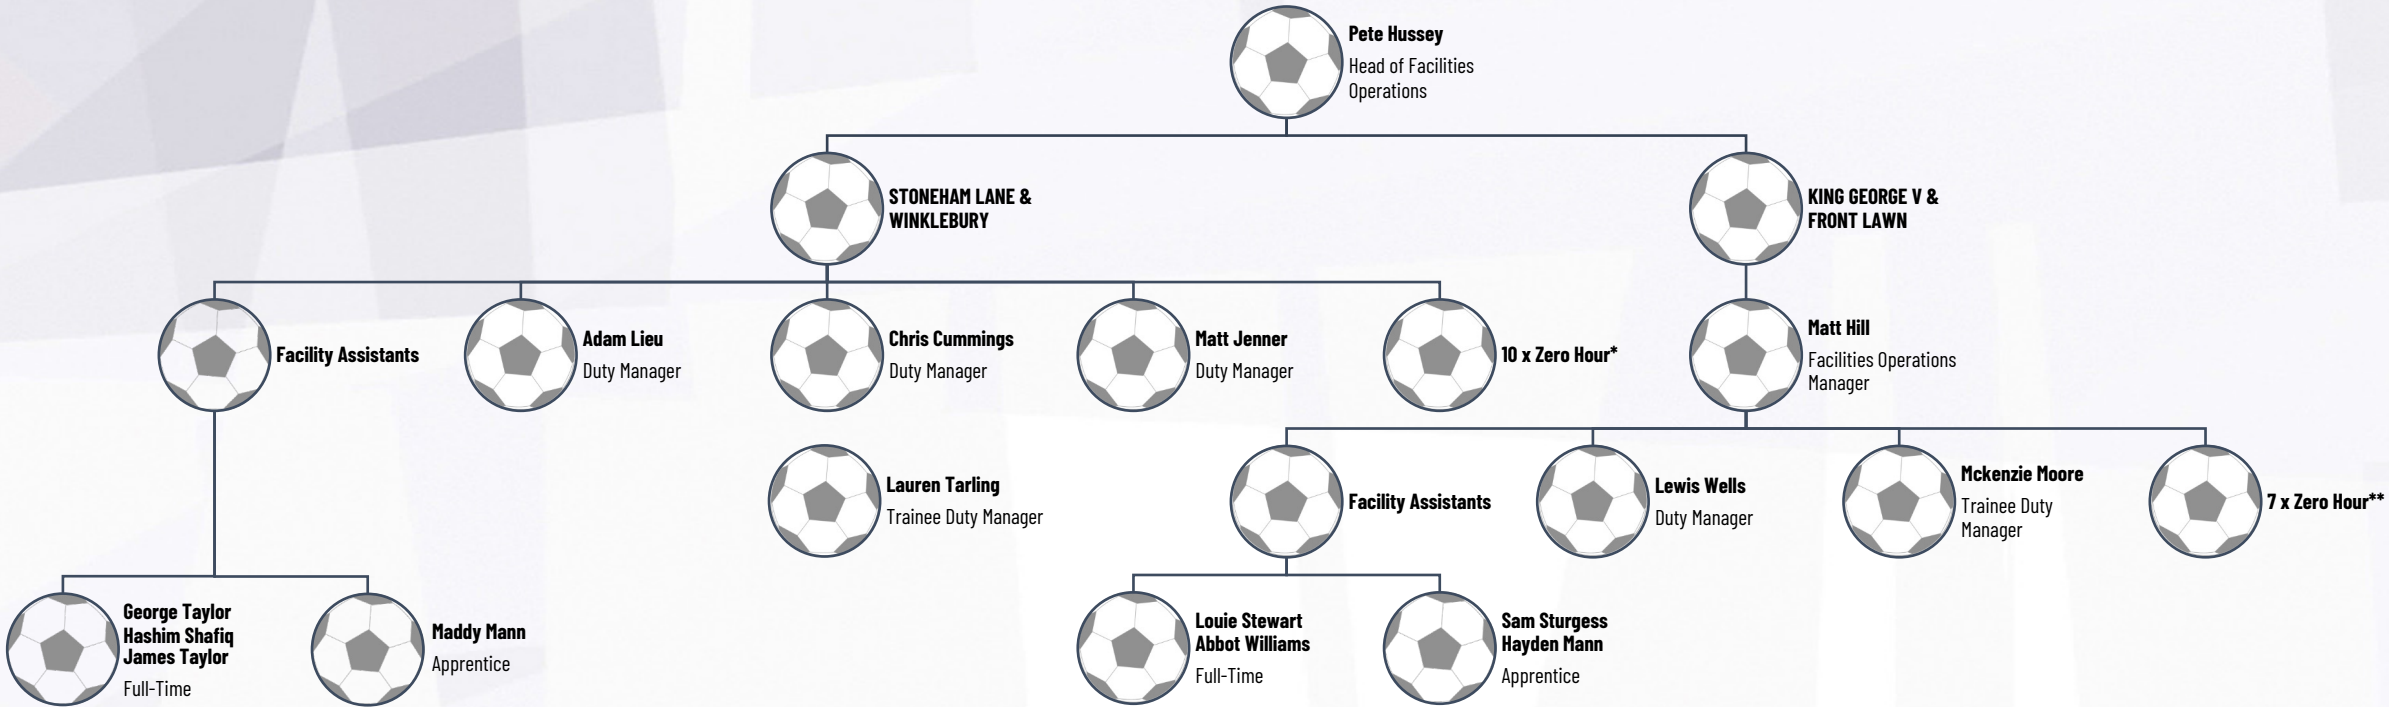 Pete Hussey
Head of Facilities
Operations
STONEHAM LANE &
WINKLEBURY
KING GEORGE V &
FRONT LAWN
Facility Assistants
Adam Lieu
Duty Manager
Chris Cummings
Duty Manager
Matt Jenner
Duty Manager
10 x Zero Hour*
Matt Hill
Facilities Operations
Manager
Lauren Tarling
Trainee Duty Manager
Facility Assistants
Lewis Wells
Duty Manager
Mckenzie Moore
Trainee Duty
Manager
7 x Zero Hour**
George Taylor
Hashim Shafiq
James Taylor
Full-Time
Maddy Mann
Apprentice
Louie Stewart
Abbot Williams
Full-Time
Sam Sturgess
Hayden Mann
Apprentice